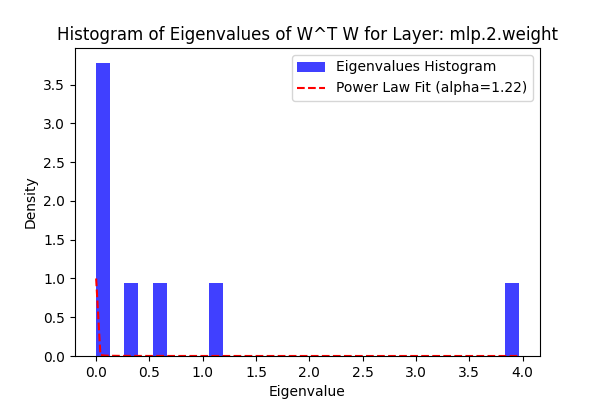 Histogram of Eigenvalues of W^T W for Layer: mlp.2.weight
Eigenvalues Histogram
Power Law Fit (alpha=1.22)
Density
3.5
3.0
2.5
2.0
1.5
1.0
0.5
0.0
0.0 0.5 1.0 1.5 2.0 2.5 3.0 3.5 4.0
Eigenvalue